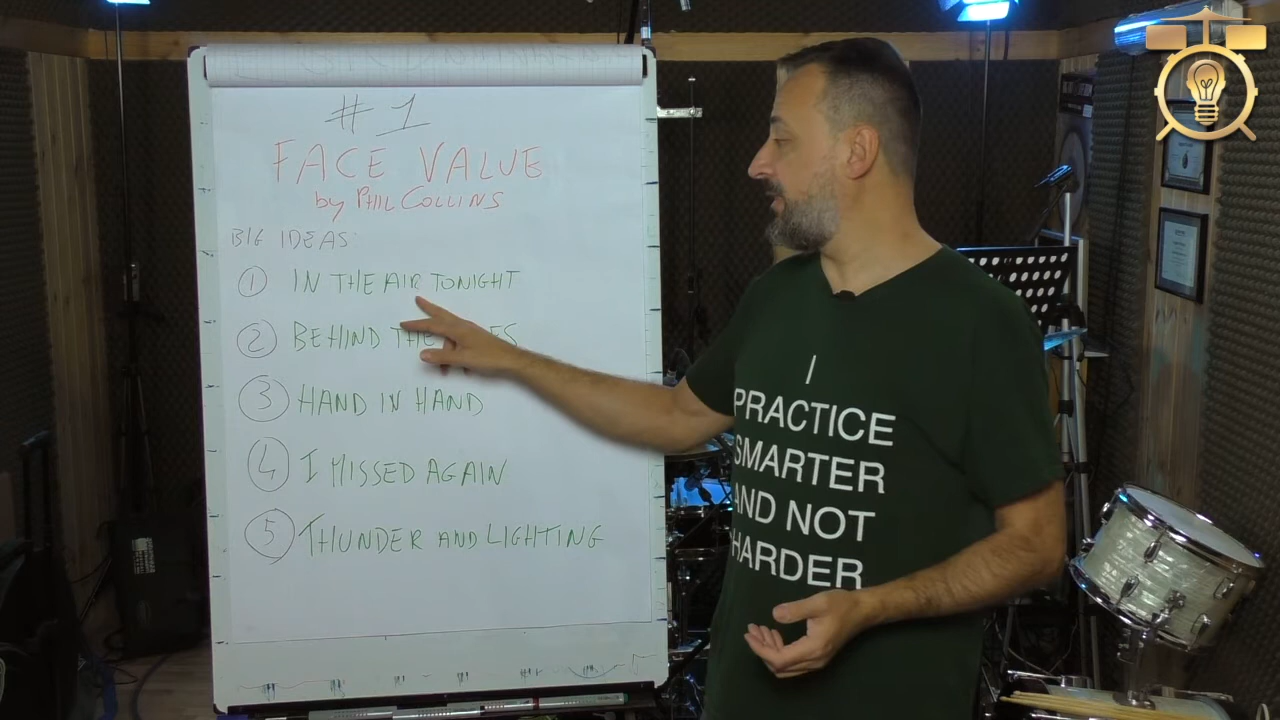 #1
FACE VALUE
by PHIL COLLINS
BIG IDEAS:
1 IN THE AIR TONIGHT
2 BEHIND THE
3 HAND IN HAND
4 I MISSED AGAIN
5 THUNDER AND LIGHTING
I
PRACTICE
SMARTER
AND NOT
HARDER